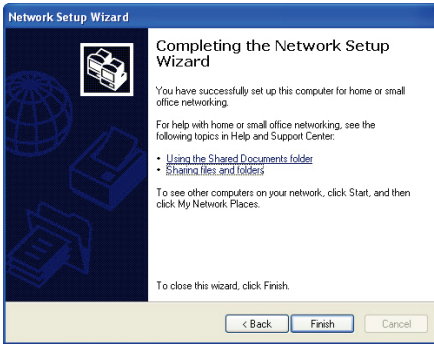 Network Setup Wizard
Completing the Network Setup
Wizard
You have successfully set up this computer for home or small
office networking.
For help with home or small office networking, see the
following topics in Help and Support Center:
• Using the Shared Documents folder
• Sharing files and folders
To see other computers on your network, click Start, and then
click My Network Places.
To close this wizard, click Finish.
< Back Finish Cancel